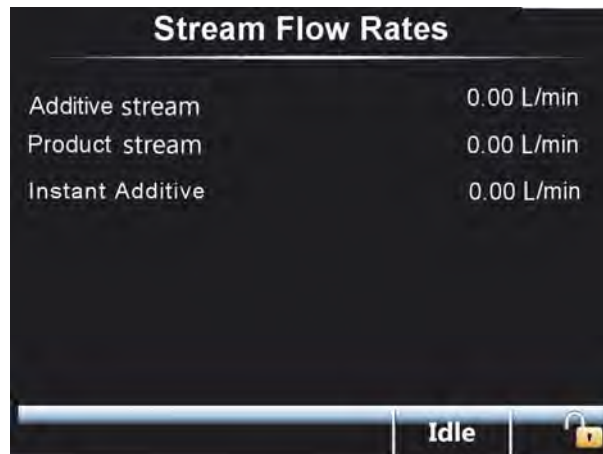 Stream Flow Rates
Additive stream 0.00 L/min
Product stream 0.00 L/min
Instant Additive 0.00 L/min
Idle